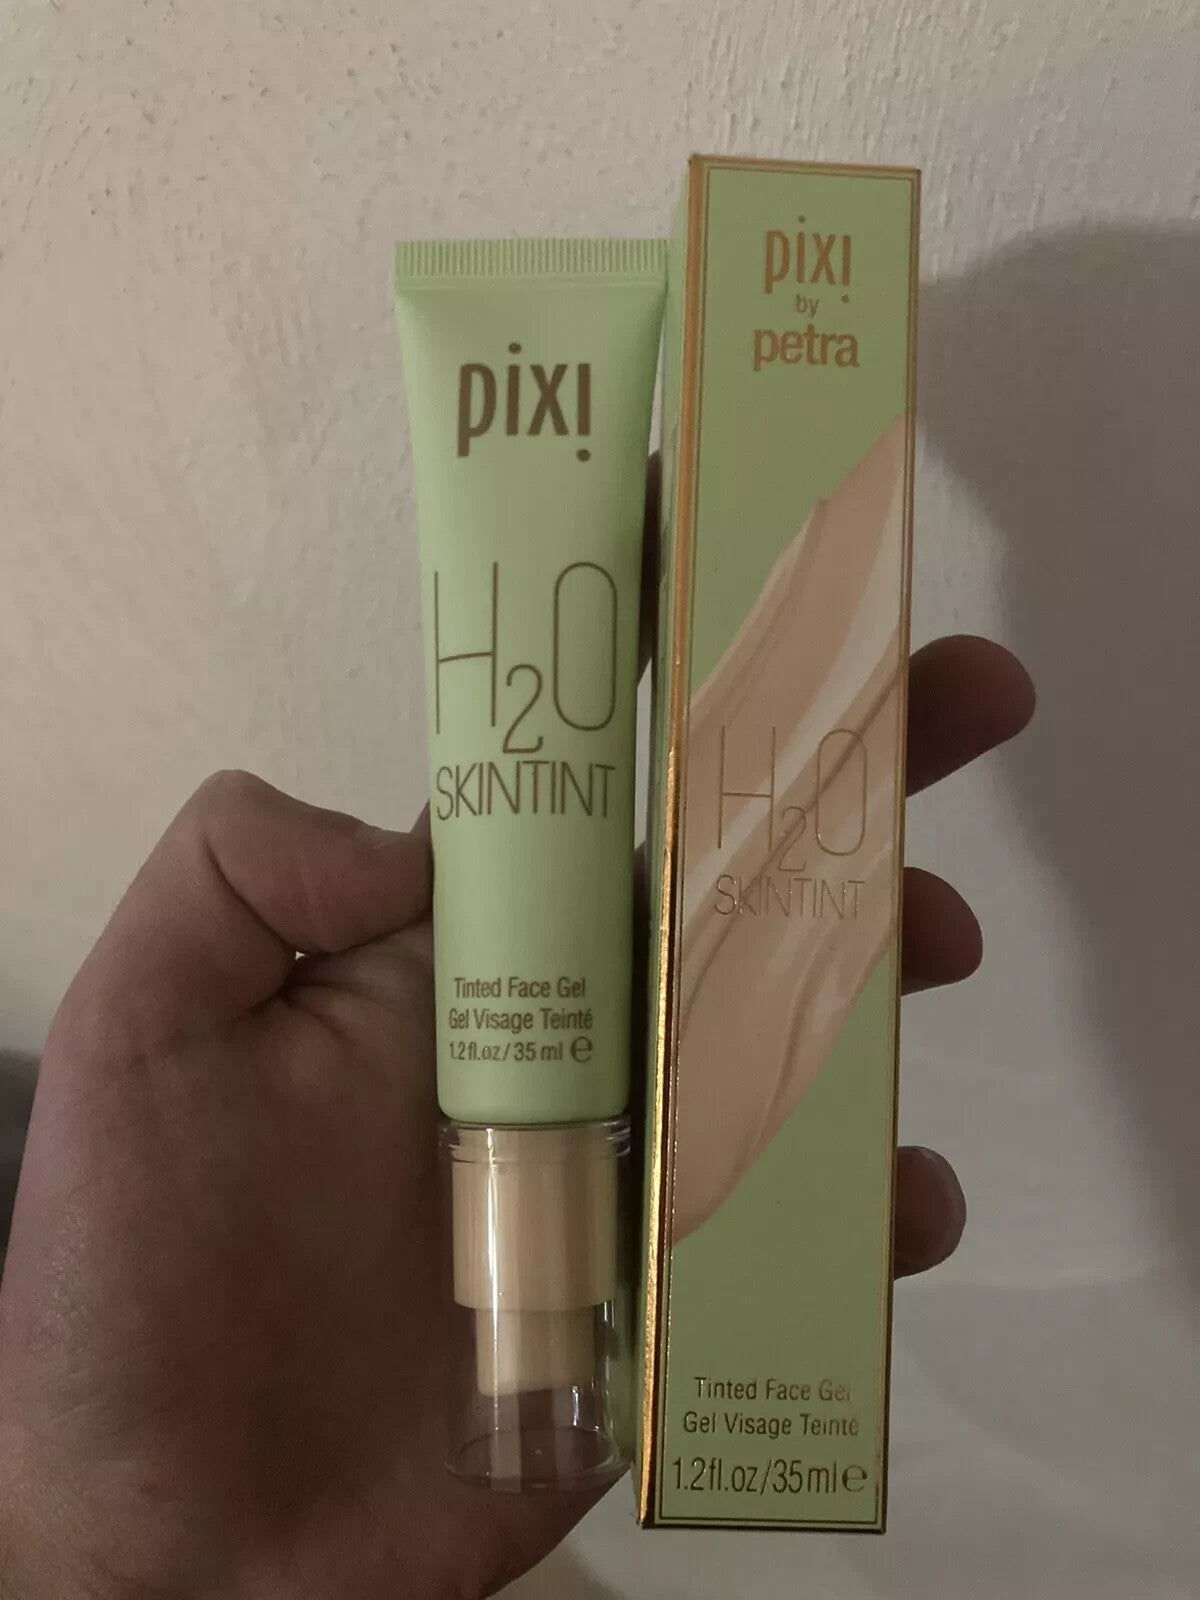 pixi
H2O
SKINTINT
Tinted Face Gel
Gel Visage Teinté
1.2 fl.oz/35 ml ℮
pixi
by
petra
H2O
SKINTINT
Tinted Face Gel
Gel Visage Teinté
1.2fl.oz/35ml℮